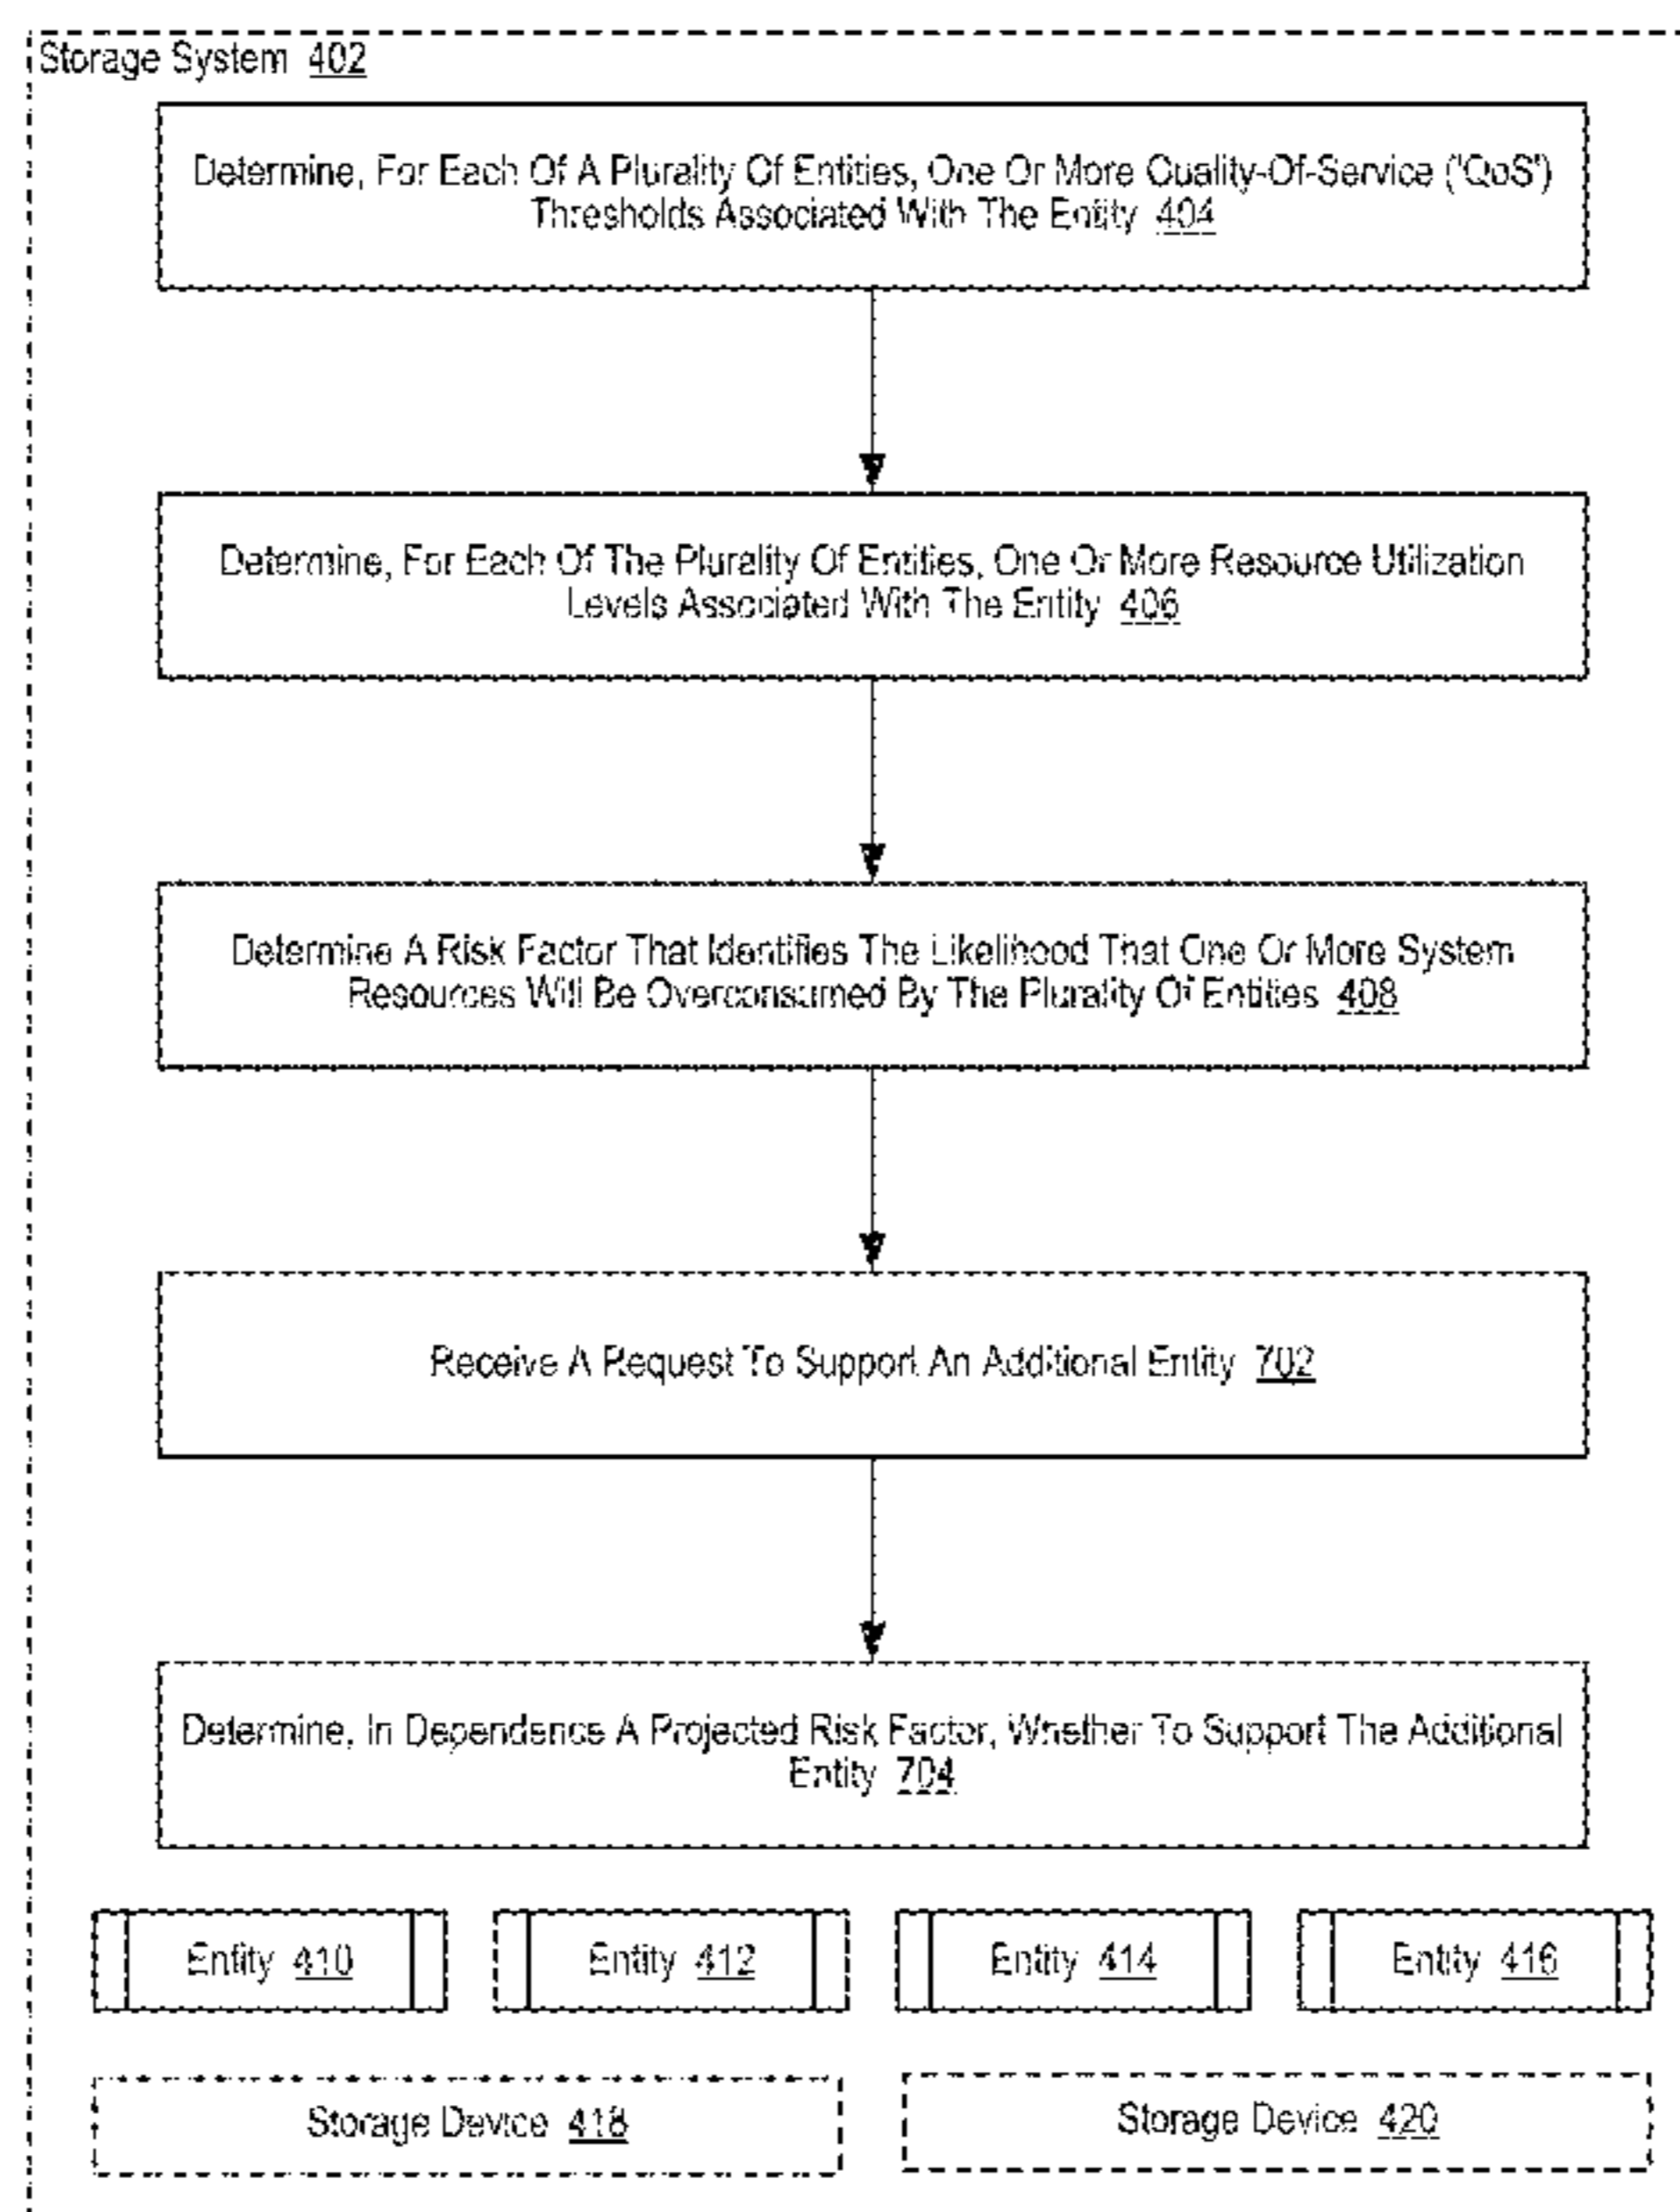 Storage System 402
Determine, For Each Of A Plurality Of Entities, One Or More Quality-Of-Service ('QoS')
Thresholds Associated With The Entity 404
Determine, For Each Of The Plurality Of Entities, One Or More Resource Utilization
Levels Associated With The Entity 406
Determine A Risk Factor That Identifies The Likelihood That One Or More System
Resources Will Be Overconsumed By The Plurality Of Entities 408
Receive A Request To Support An Additional Entity 702
Determine, In Dependence A Projected Risk Factor, Whether To Support The Additional
Entity 704
Entity 410 Entity 412 Entity 414 Entity 416
Storage Device 418 Storage Device 420